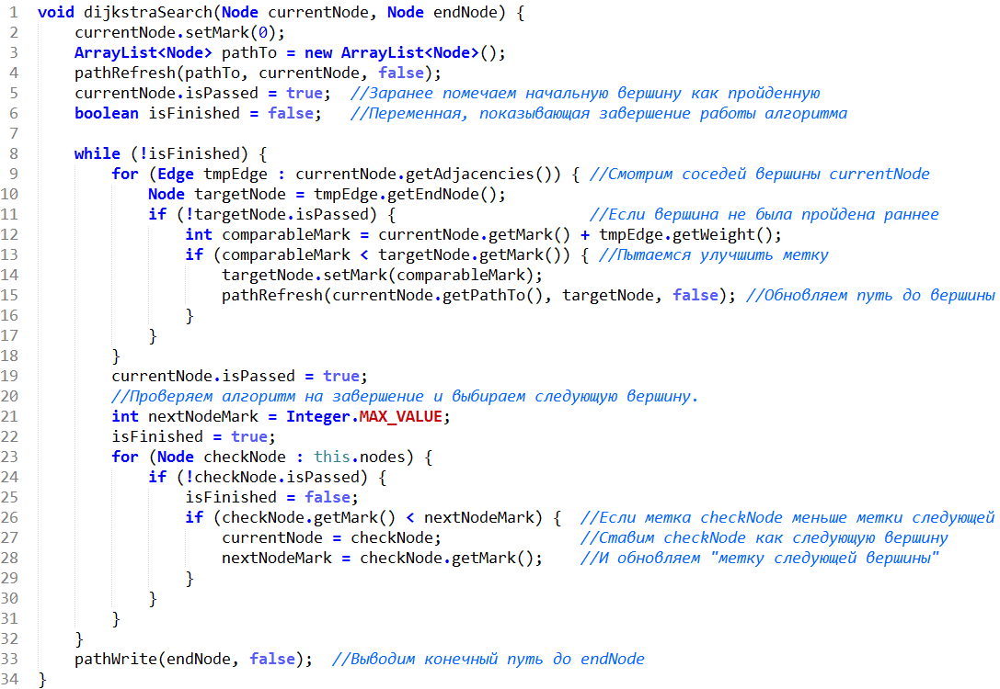 1 void dijkstraSearch(Node currentNode, Node endNode) {
2     currentNode.setMark(0);
3     ArrayList<Node> pathTo = new ArrayList<Node>();
4     pathRefresh(pathTo, currentNode, false);
5     currentNode.isPassed = true;  //Заранее помечаем начальную вершину как пройденную
6     boolean isFinished = false;   //Переменная, показывающая завершение работы алгоритма
7
8     while (!isFinished) {
9         for (Edge tmpEdge : currentNode.getAdjacencies()) { //Смотрим соседей вершины currentNode
10             Node targetNode = tmpEdge.getEndNode();
11             if (!targetNode.isPassed) {                     //Если вершина не была пройдена раннее
12                 int comparableMark = currentNode.getMark() + tmpEdge.getWeight();
13                 if (comparableMark < targetNode.getMark()) { //Пытаемся улучшить метку
14                     targetNode.setMark(comparableMark);
15                     pathRefresh(currentNode.getPathTo(), targetNode, false); //Обновляем путь до вершины
16                 }
17             }
18         }
19         currentNode.isPassed = true;
20         //Проверяем алгоритм на завершение и выбираем следующую вершину.
21         int nextNodeMark = Integer.MAX_VALUE;
22         isFinished = true;
23         for (Node checkNode : this.nodes) {
24             if (!checkNode.isPassed) {
25                 isFinished = false;
26                 if (checkNode.getMark() < nextNodeMark) {  //Если метка checkNode меньше метки следующей
27                     currentNode = checkNode;               //Ставим checkNode как следующую вершину
28                     nextNodeMark = checkNode.getMark();    //И обновляем "метку следующей вершины"
29                 }
30             }
31         }
32     }
33     pathWrite(endNode, false);  //Выводим конечный путь до endNode
34 }